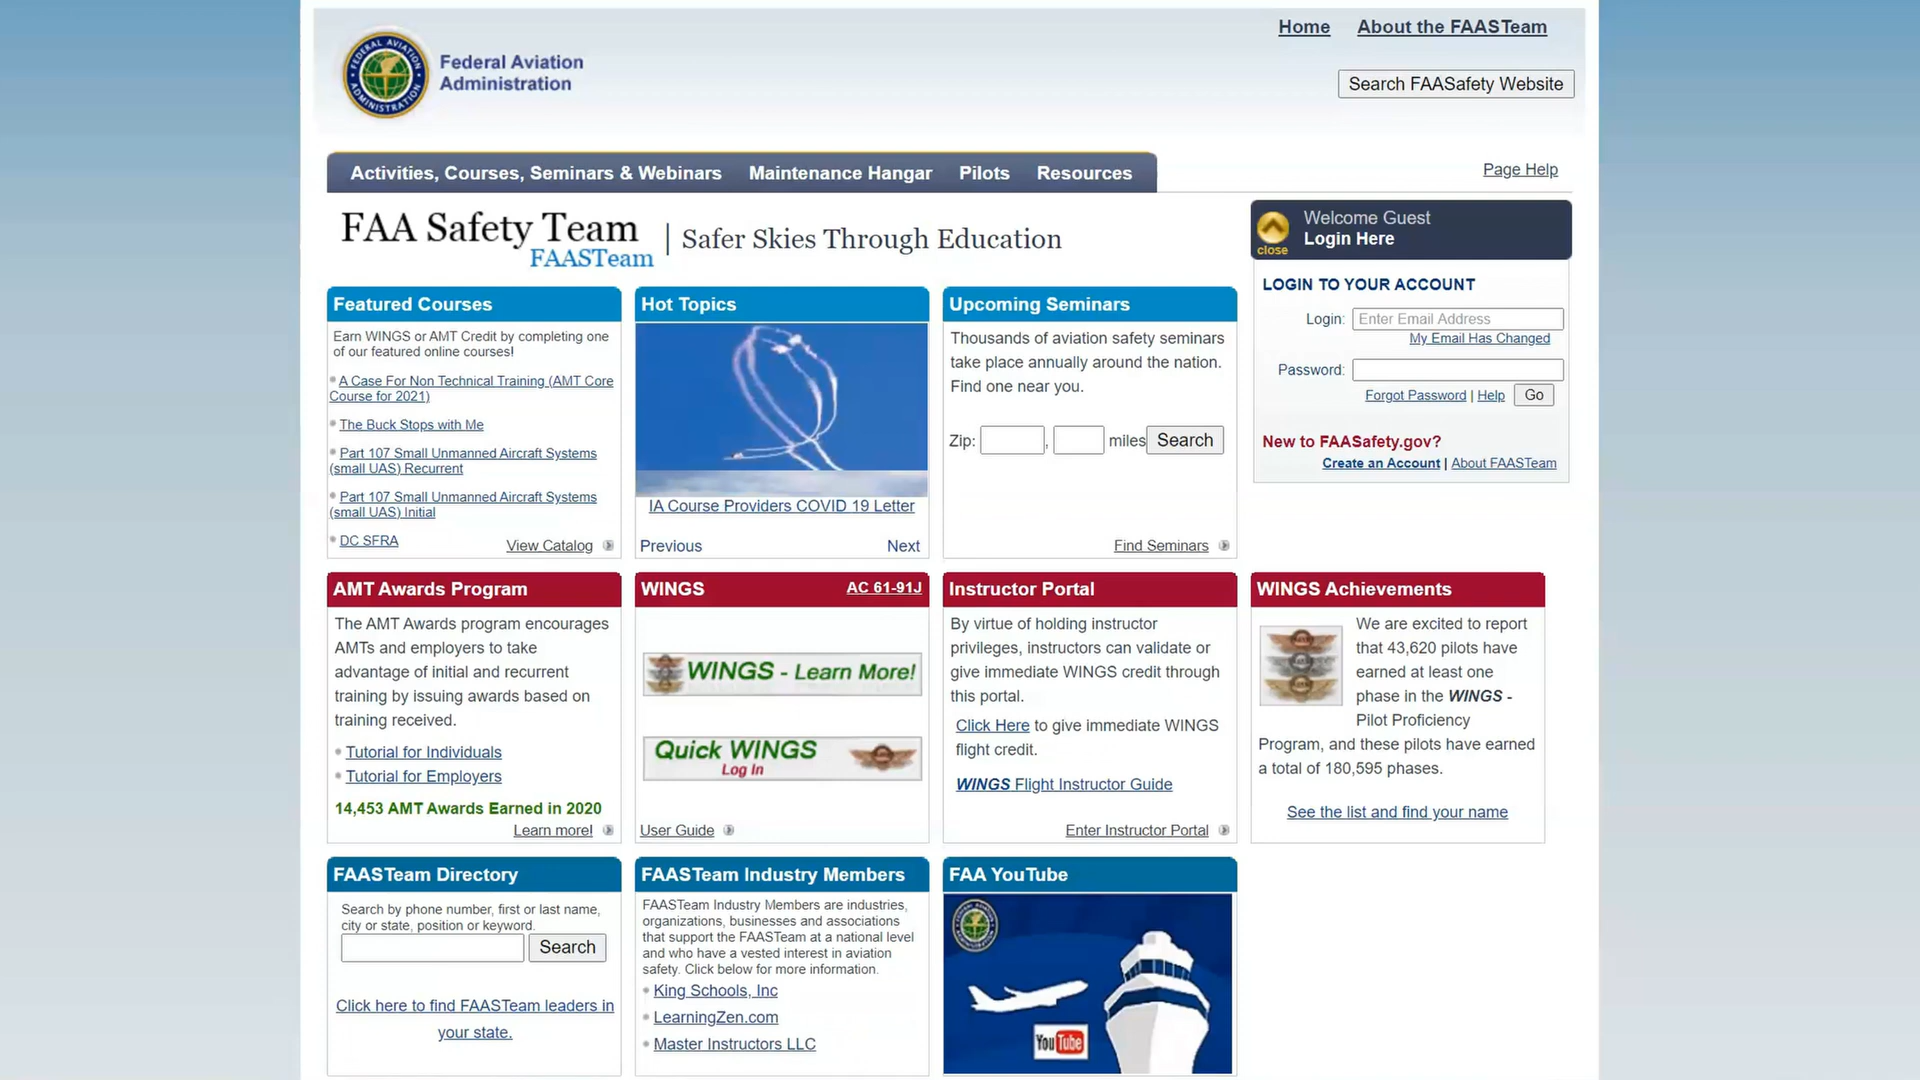 Home
About the FAASTeam
FEDERAL AVIATION ADMINISTRATION
Federal Aviation
Administration
Search FAASafety Website
Activities, Courses, Seminars & Webinars
Maintenance Hangar
Pilots
Resources
Page Help
FAA Safety Team
FAASTeam
| Safer Skies Through Education
close
Welcome Guest
Login Here
LOGIN TO YOUR ACCOUNT
Login: Enter Email Address
My Email Has Changed
Password:
Forgot Password | Help Go
New to FAASafety.gov?
Create an Account | About FAASTeam
Featured Courses
Earn WINGS or AMT Credit by completing one
of our featured online courses!
A Case For Non Technical Training (AMT Core
Course for 2021)
The Buck Stops with Me
Part 107 Small Unmanned Aircraft Systems
(small UAS) Recurrent
Part 107 Small Unmanned Aircraft Systems
(small UAS) Initial
DC SFRA
View Catalog
Hot Topics
IA Course Providers COVID 19 Letter
Previous
Next
Upcoming Seminars
Thousands of aviation safety seminars
take place annually around the nation.
Find one near you.
Zip: , miles Search
Find Seminars
AMT Awards Program
The AMT Awards program encourages
AMTs and employers to take
advantage of initial and recurrent
training by issuing awards based on
training received.
Tutorial for Individuals
Tutorial for Employers
14,453 AMT Awards Earned in 2020
Learn more!
WINGS
AC 61-91J
WINGS - Learn More!
Quick WINGS
Log In
User Guide
Instructor Portal
By virtue of holding instructor
privileges, instructors can validate or
give immediate WINGS credit through
this portal.
Click Here to give immediate WINGS
flight credit.
WINGS Flight Instructor Guide
Enter Instructor Portal
WINGS Achievements
We are excited to report
that 43,620 pilots have
earned at least one
phase in the WINGS -
Pilot Proficiency
Program, and these pilots have earned
a total of 180,595 phases.
See the list and find your name
FAASTeam Directory
Search by phone number, first or last name,
city or state, position or keyword.
Search
Click here to find FAASTeam leaders in
your state.
FAASTeam Industry Members
FAASTeam Industry Members are industries,
organizations, businesses and associations
that support the FAASTeam at a national level
and who have a vested interest in aviation
safety. Click below for more information.
King Schools, Inc
LearningZen.com
Master Instructors LLC
FAA YouTube
You Tube